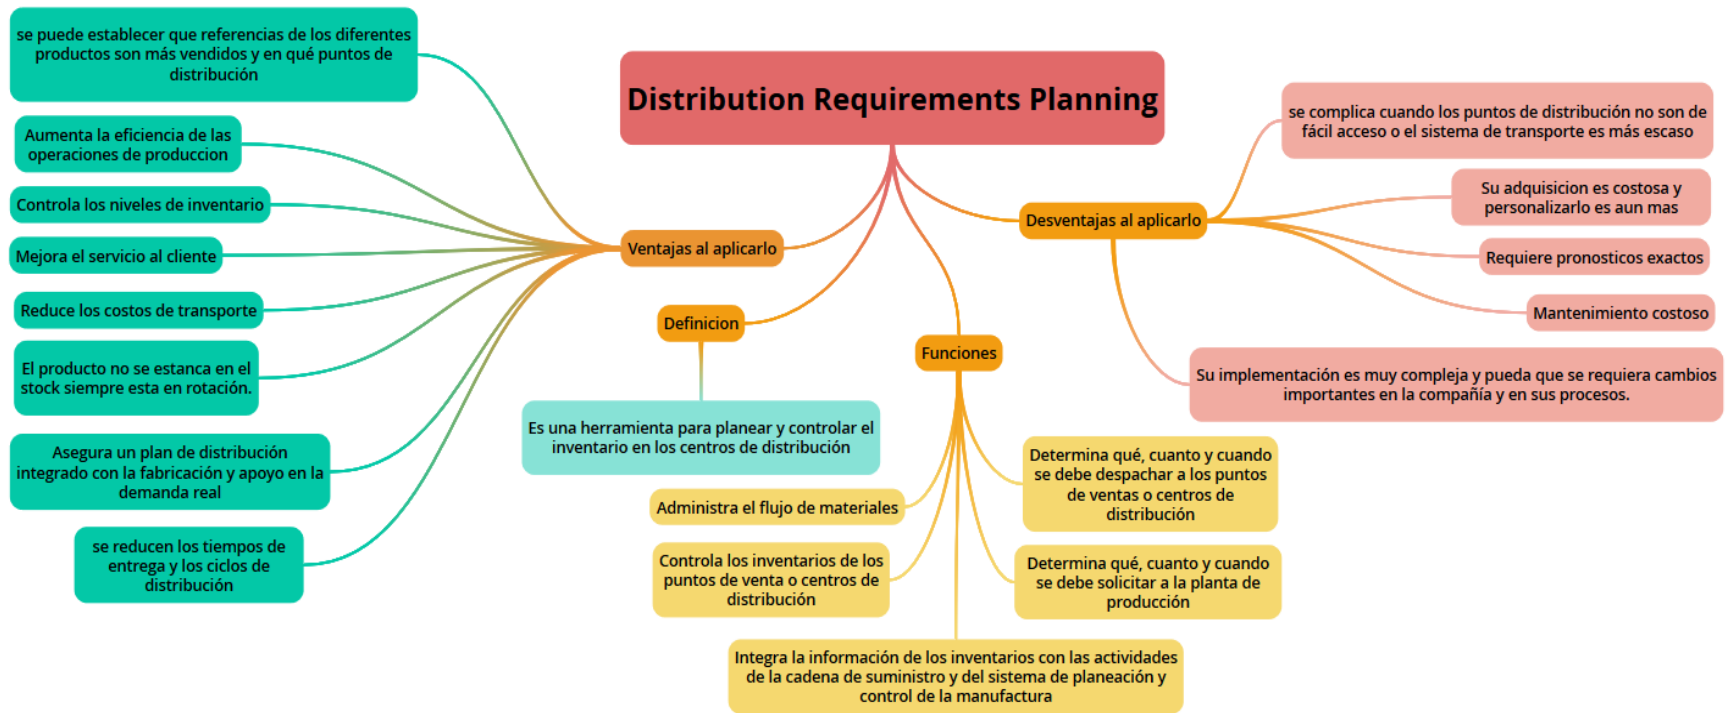 Distribution Requirements Planning
se puede establecer que referencias de los diferentes
productos son más vendidos y en qué puntos de
distribución
Aumenta la eficiencia de las
operaciones de produccion
Controla los niveles de inventario
Mejora el servicio al cliente
Reduce los costos de transporte
El producto no se estanca en el
stock siempre esta en rotación.
Asegura un plan de distribución
integrado con la fabricación y apoyo en la
demanda real
se reducen los tiempos de
entrega y los ciclos de
distribución
Ventajas al aplicarlo
Definicion
Es una herramienta para planear y controlar el
inventario en los centros de distribución
Funciones
Administra el flujo de materiales
Controla los inventarios de los
puntos de venta o centros de
distribución
Integra la información de los inventarios con las actividades
de la cadena de suministro y del sistema de planeación y
control de la manufactura
Determina qué, cuanto y cuando
se debe despachar a los puntos
de ventas o centros de
distribución
Determina qué, cuanto y cuando
se debe solicitar a la planta de
producción
Desventajas al aplicarlo
se complica cuando los puntos de distribución no son de
fácil acceso o el sistema de transporte es más escaso
Su adquisicion es costosa y
personalizarlo es aun mas
Requiere pronosticos exactos
Mantenimiento costoso
Su implementación es muy compleja y pueda que se requiera cambios
importantes en la compañía y en sus procesos.